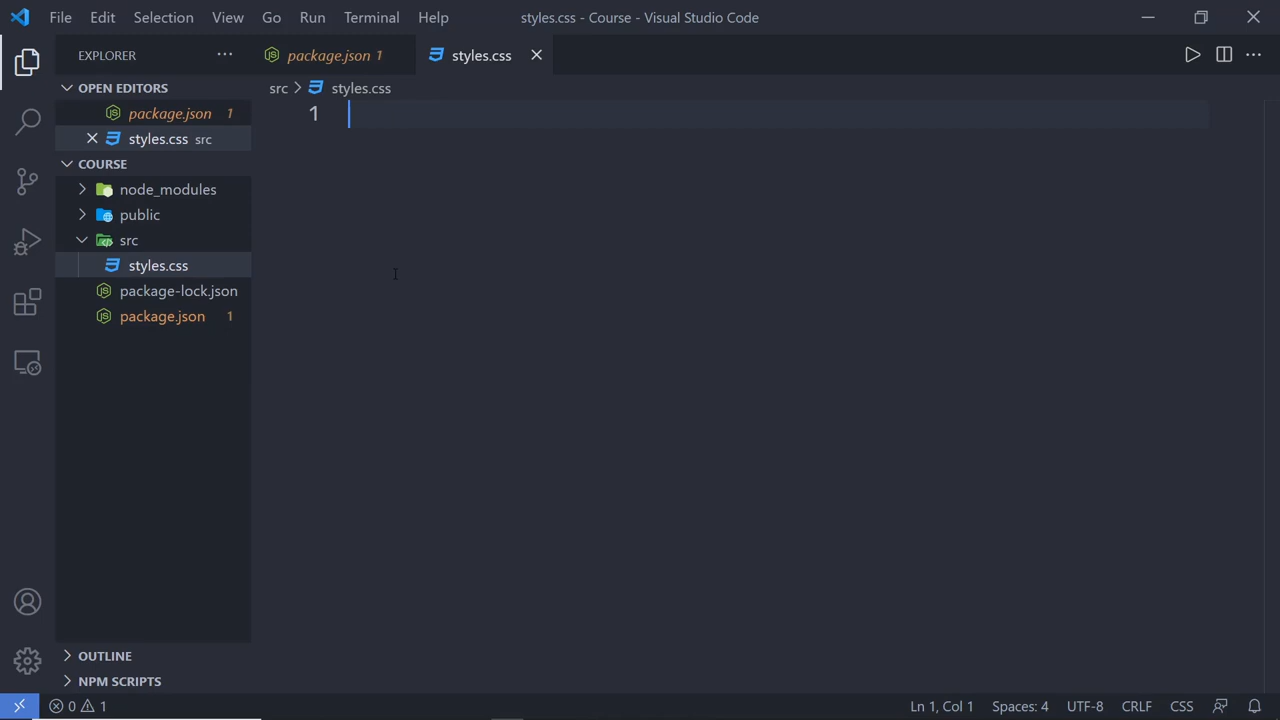 File Edit Selection View Go Run Terminal Help styles.css - Course - Visual Studio Code
EXPLORER
package.json 1
styles.css
OPEN EDITORS
package.json 1
styles.css src
src
styles.css
1
COURSE
node_modules
public
src
styles.css
package-lock.json
package.json 1
OUTLINE
NPM SCRIPTS
0 1 Ln 1, Col 1 Spaces: 4 UTF-8 CRLF CSS